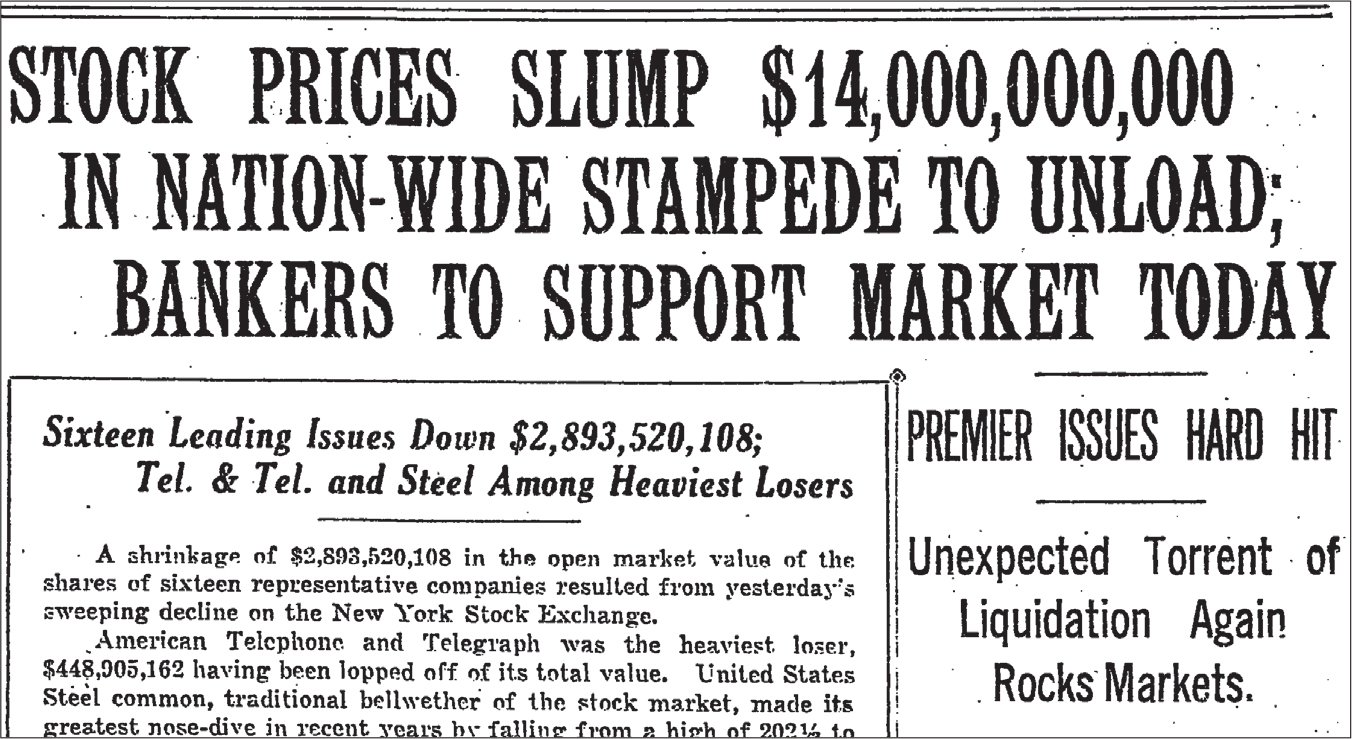 STOCK PRICES SLUMP $14,000,000,000
IN NATION-WIDE STAMPEDE TO UNLOAD;
BANKERS TO SUPPORT MARKET TODAY
Sixteen Leading Issues Down $2,893,520,108;
Tel. & Tel. and Steel Among Heaviest Losers
A shrinkage of $2,893,520,108 in the open market value of the
shares of sixteen representative companies resulted from yesterday's
sweeping decline on the New York Stock Exchange.
American Telephone and Telegraph was the heaviest loser,
$448,905,162 having been lopped off of its total value. United States
Steel common, traditional bellwether of the stock market, made its
greatest nose-dive in recent years by falling from a high of 202½ to
PREMIER ISSUES HARD HIT
Unexpected Torrent of
Liquidation Again
Rocks Markets.